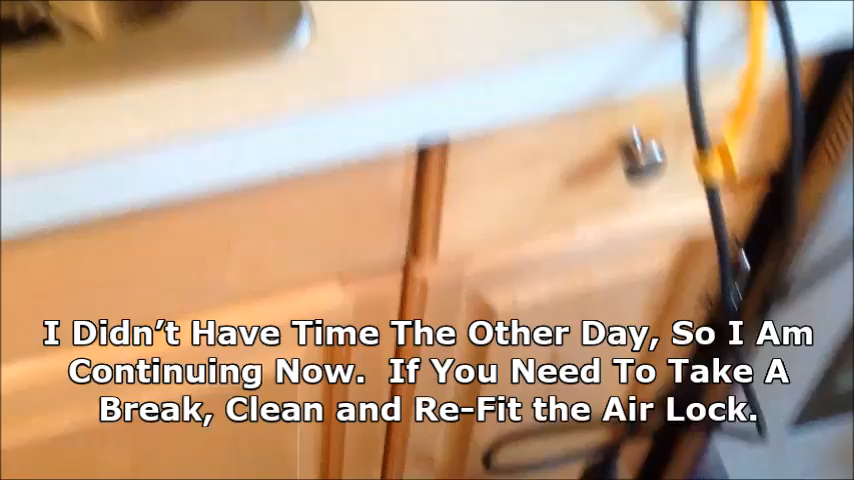 I Didn’t Have Time The Other Day, So I Am
Continuing Now.  If You Need To Take A
Break, Clean and Re-Fit the Air Lock.